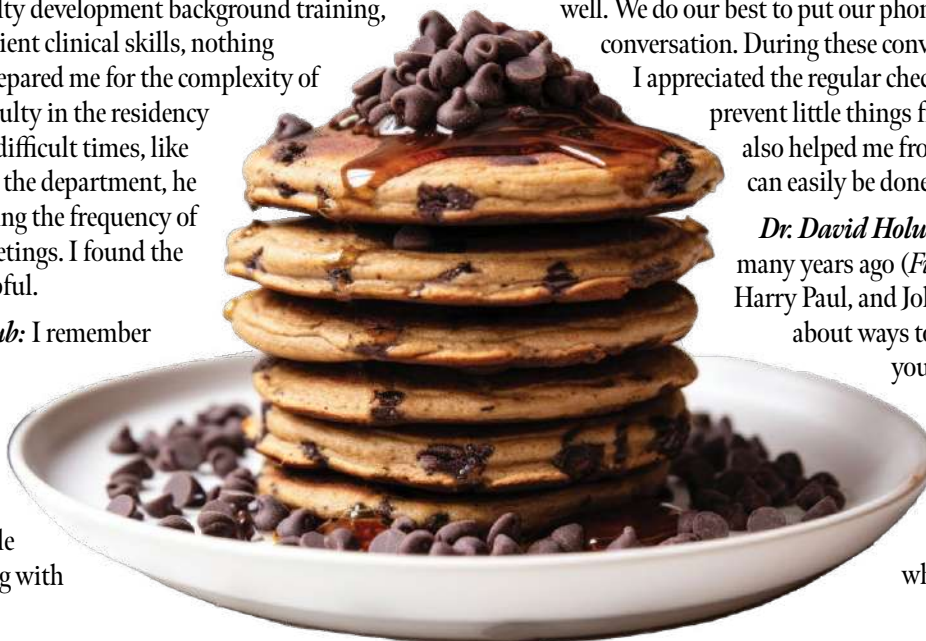 lty development background training,
ient clinical skills, nothing
epared me for the complexity of
ulty in the residency
difficult times, like
the department, he
ing the frequency of
etings. I found the
pful.
ub: I remember
le
g with
well. We do our best to put our phon
conversation. During these conv
I appreciated the regular chec
prevent little things f
also helped me fro
can easily be done
Dr. David Holu
many years ago (Fi
Harry Paul, and Joh
about ways to
you
wh